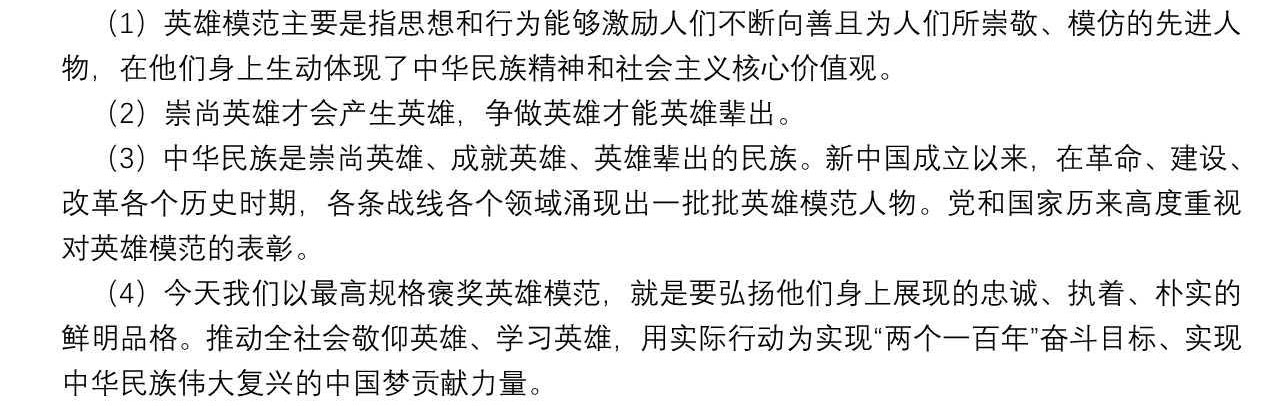 （1）英雄模范主要是指思想和行为能够激励人们不断向善且为人们所崇敬、模仿的先进人
物，在他们身上生动体现了中华民族精神和社会主义核心价值观。
（2）崇尚英雄才会产生英雄，争做英雄才能英雄辈出。
（3）中华民族是崇尚英雄、成就英雄、英雄辈出的民族。新中国成立以来，在革命、建设、
改革各个历史时期，各条战线各个领域涌现出一批批英雄模范人物。党和国家历来高度重视
对英雄模范的表彰。
（4）今天我们以最高规格褒奖英雄模范，就是要弘扬他们身上展现的忠诚、执着、朴实的
鲜明品格。推动全社会敬仰英雄、学习英雄，用实际行动为实现“两个一百年”奋斗目标、实现
中华民族伟大复兴的中国梦贡献力量。